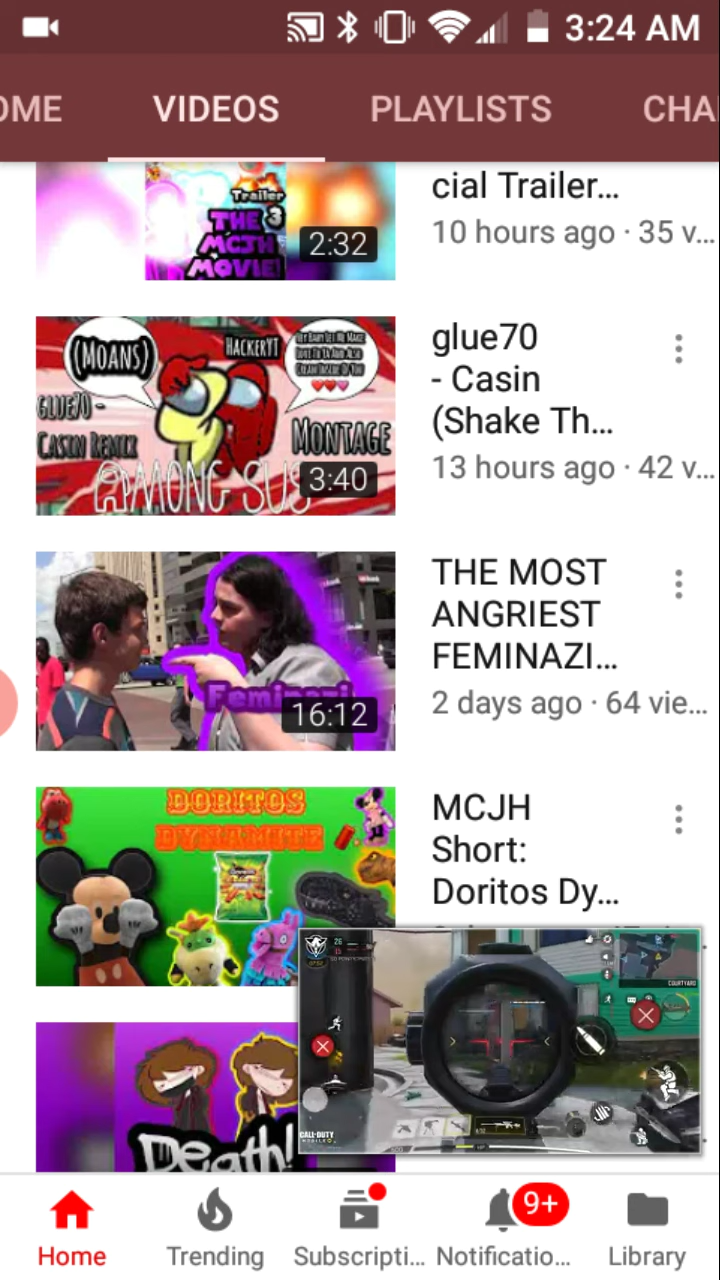 3:24 AM
OME
VIDEOS
PLAYLISTS
CHA
Trailer
3
THE
MCJH
MOVIE!
2:32
cial Trailer…
10 hours ago · 35 v…
(MOANS)
HACKERYT
GLUE70 -
CASIN REMIX
MONTAGE
AMONG SUS
3:40
glue70
- Casin
(Shake Th…
13 hours ago · 42 v…
Feminazi
16:12
THE MOST
ANGRIEST
FEMINAZI…
2 days ago · 64 vie…
DORITOS
DYNAMITE
MCJH
Short:
Doritos Dy…
COURTYARD
CALL·DUTY
MOBILE
Death!
9+
Home
Trending
Subscripti…
Notificatio…
Library